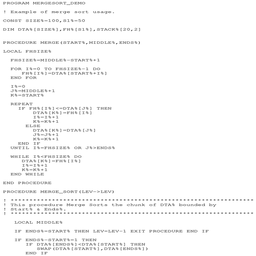 PROGRAM MERGESORT_DEMO
! Example of merge sort usage.
CONST SIZE%=100,S1%=50
DIM DTA%[SIZE%],FH%[S1%],STACK%[20,2]
PROCEDURE MERGE(START%,MIDDLE%,ENDS%)
LOCAL FHSIZE%
FHSIZE%=MIDDLE%-START%+1
FOR I%=0 TO FHSIZE%-1 DO
FH%[I%]=DTA%[START%+I%]
END FOR
I%=0
J%=MIDDLE%+1
K%=START%
REPEAT
IF FH%[I%]<=DTA%[J%] THEN
DTA%[K%]=FH%[I%]
I%=I%+1
K%=K%+1
ELSE
DTA%[K%]=DTA%[J%]
J%=J%+1
K%=K%+1
END IF
UNTIL I%=FHSIZE% OR J%>ENDS%
WHILE I%<FHSIZE% DO
DTA%[K%]=FH%[I%]
I%=I%+1
K%=K%+1
END WHILE
END PROCEDURE
PROCEDURE MERGE_SORT(LEV->LEV)
! ****************************************************************
! This procedure Merge Sorts the chunk of DTA% bounded by
! Start% & Ends%.
! ****************************************************************
LOCAL MIDDLE%
IF ENDS%=START% THEN LEV=LEV-1 EXIT PROCEDURE END IF
IF ENDS%-START%=1 THEN
IF DTA%[ENDS%]<DTA%[START%] THEN
SWAP(DTA%[START%],DTA%[ENDS%])
END IF